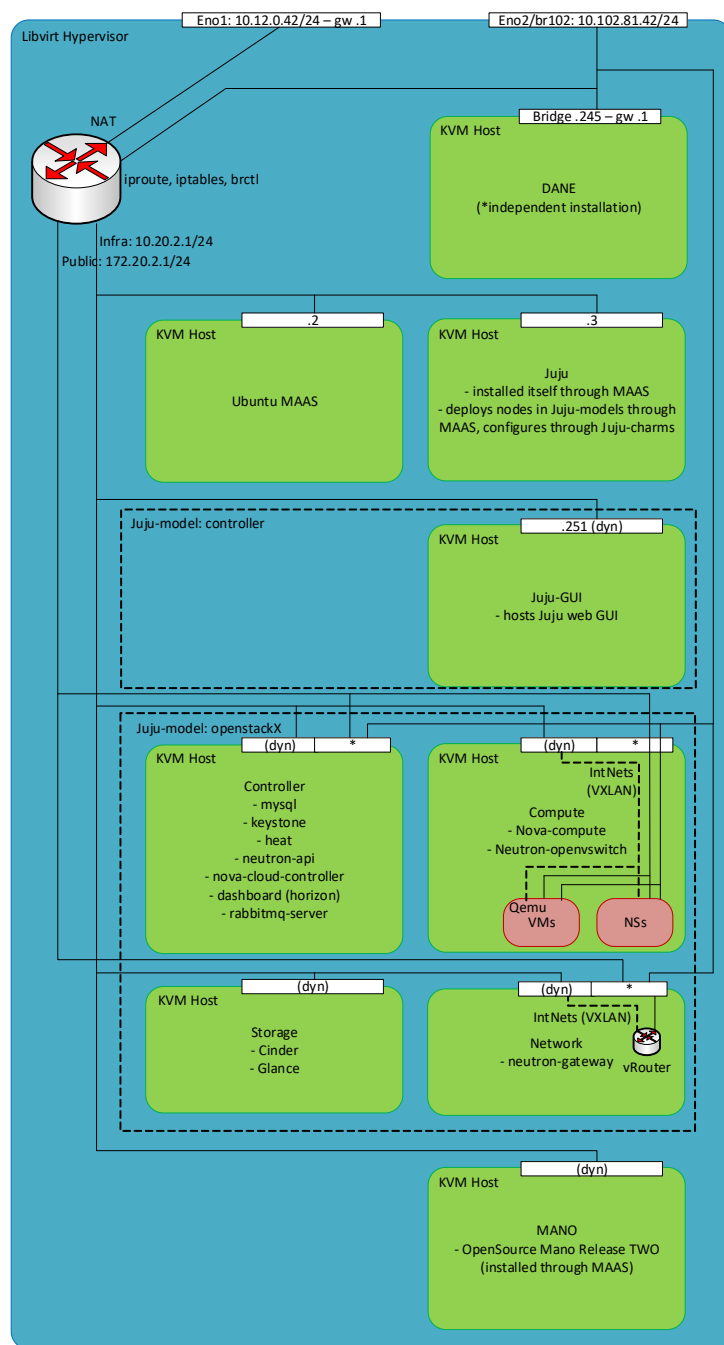 Eno1: 10.12.0.42/24 – gw .1
Eno2/br102: 10.102.81.42/24
Libvirt Hypervisor
NAT
iproute, iptables, brctl
Infra: 10.20.2.1/24
Public: 172.20.2.1/24
Bridge .245 – gw .1
KVM Host
DANE
(*independent installation)
.2
KVM Host
Ubuntu MAAS
.3
KVM Host
Juju
- installed itself through MAAS
- deploys nodes in Juju-models through
MAAS, configures through Juju-charms
Juju-model: controller
.251 (dyn)
KVM Host
Juju-GUI
- hosts Juju web GUI
Juju-model: openstackX
(dyn)
*
KVM Host
Controller
- mysql
- keystone
- heat
- neutron-api
- nova-cloud-controller
- dashboard (horizon)
- rabbitmq-server
(dyn)
*
KVM Host
IntNets
(VXLAN)
Compute
- Nova-compute
- Neutron-openvswitch
Qemu
VMs
NSs
(dyn)
KVM Host
Storage
- Cinder
- Glance
(dyn)
*
KVM Host
IntNets (VXLAN)
Network
- neutron-gateway
vRouter
(dyn)
KVM Host
MANO
- OpenSource Mano Release TWO
(installed through MAAS)